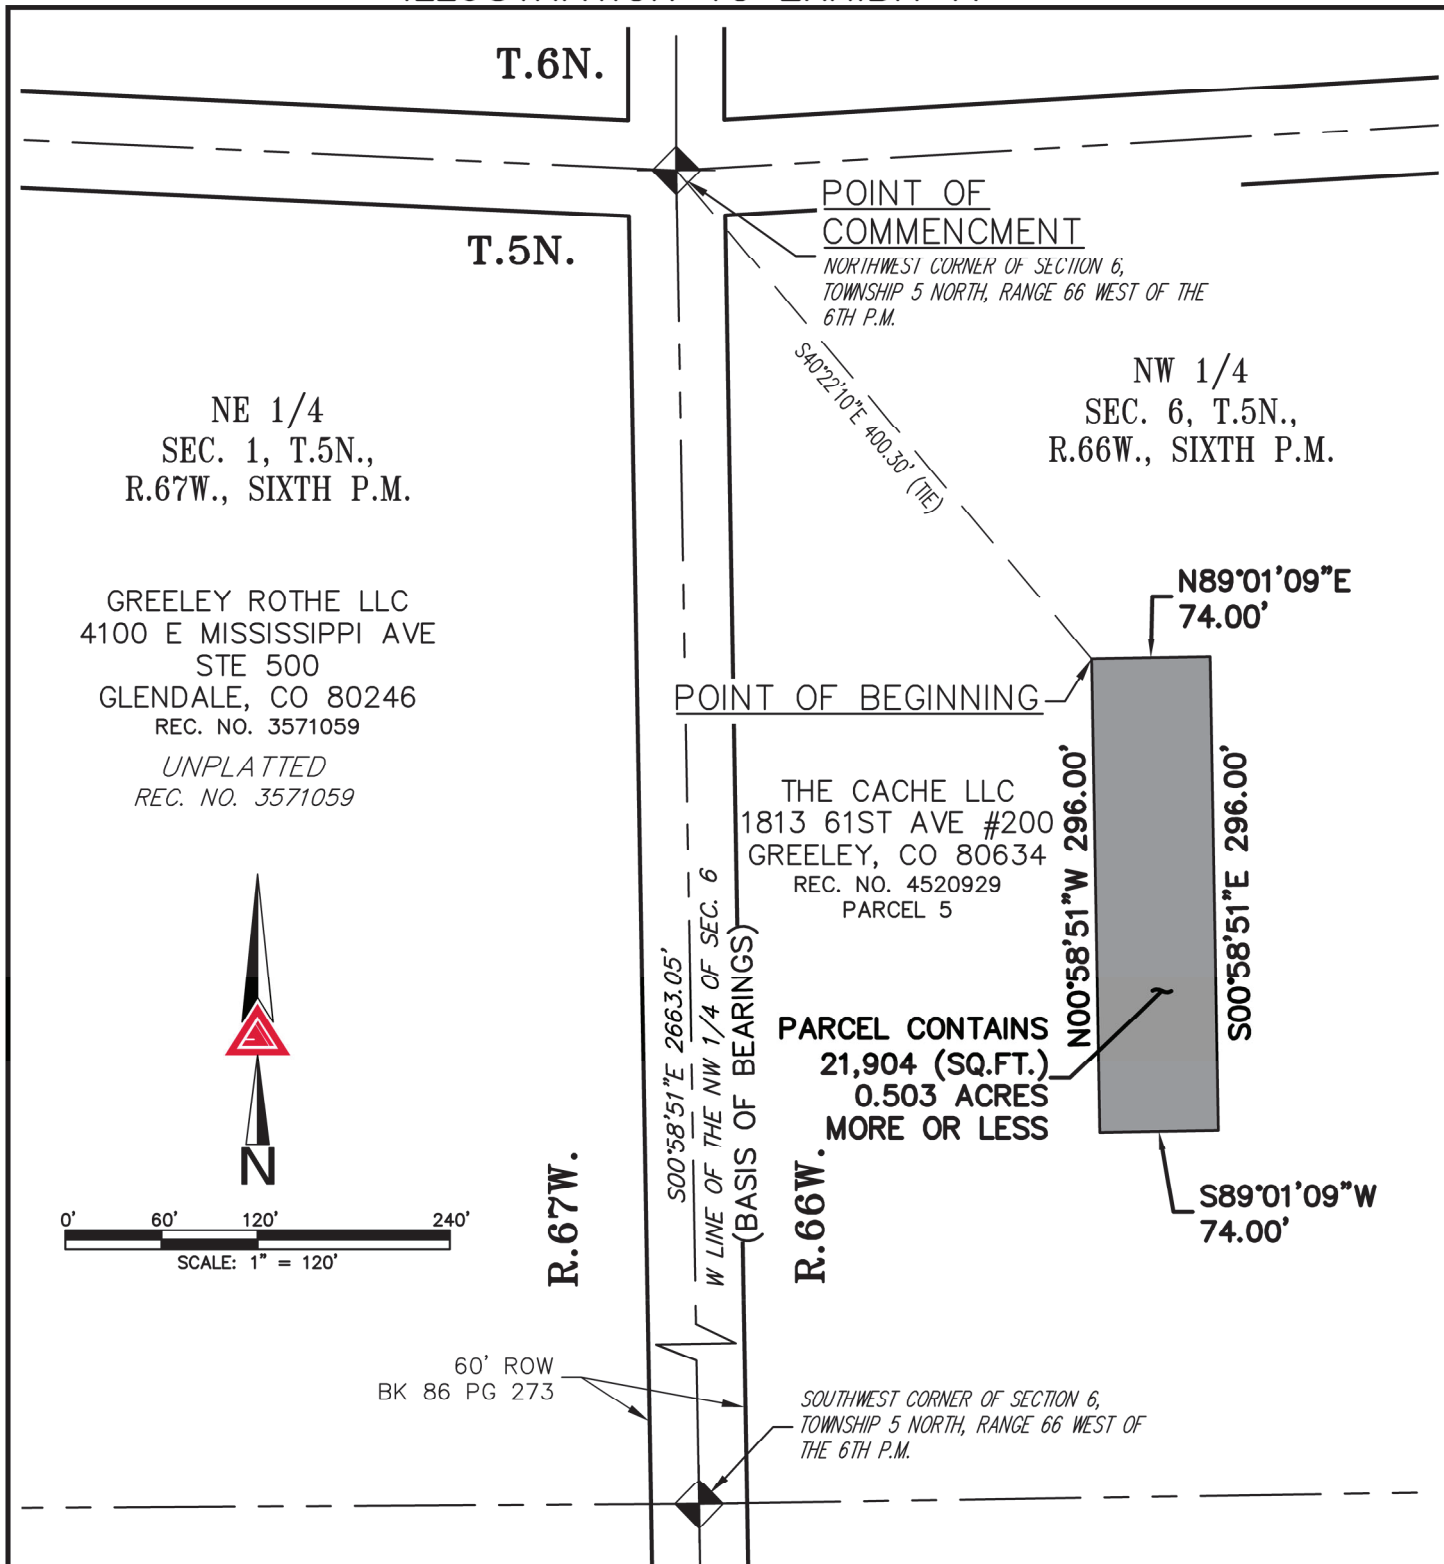 T.6N.
POINT OF
COMMENCMENT
NORTHWEST CORNER OF SECTION 6,
TOWNSHIP 5 NORTH, RANGE 66 WEST OF THE
6TH P.M.
T.5N.
S40°22'10"E 400.30' (TIE)
NE 1/4
SEC. 1, T.5N.,
R.67W., SIXTH P.M.
NW 1/4
SEC. 6, T.5N.,
R.66W., SIXTH P.M.
GREELEY ROTHE LLC
4100 E MISSISSIPPI AVE
STE 500
GLENDALE, CO 80246
REC. NO. 3571059
UNPLATTED
REC. NO. 3571059
N89°01'09"E
74.00'
POINT OF BEGINNING
THE CACHE LLC
1813 61ST AVE #200
GREELEY, CO 80634
REC. NO. 4520929
PARCEL 5
N00°58'51"W 296.00'
S00°58'51"E 296.00'
S00°58'51"E 2663.05'
W LINE OF THE NW 1/4 OF SEC. 6
(BASIS OF BEARINGS)
PARCEL CONTAINS
21,904 (SQ.FT.)
0.503 ACRES
MORE OR LESS
N
R.67W.
R.66W.
S89°01'09"W
74.00'
0' 60' 120' 240'
SCALE: 1" = 120'
60' ROW
BK 86 PG 273
SOUTHWEST CORNER OF SECTION 6,
TOWNSHIP 5 NORTH, RANGE 66 WEST OF
THE 6TH P.M.